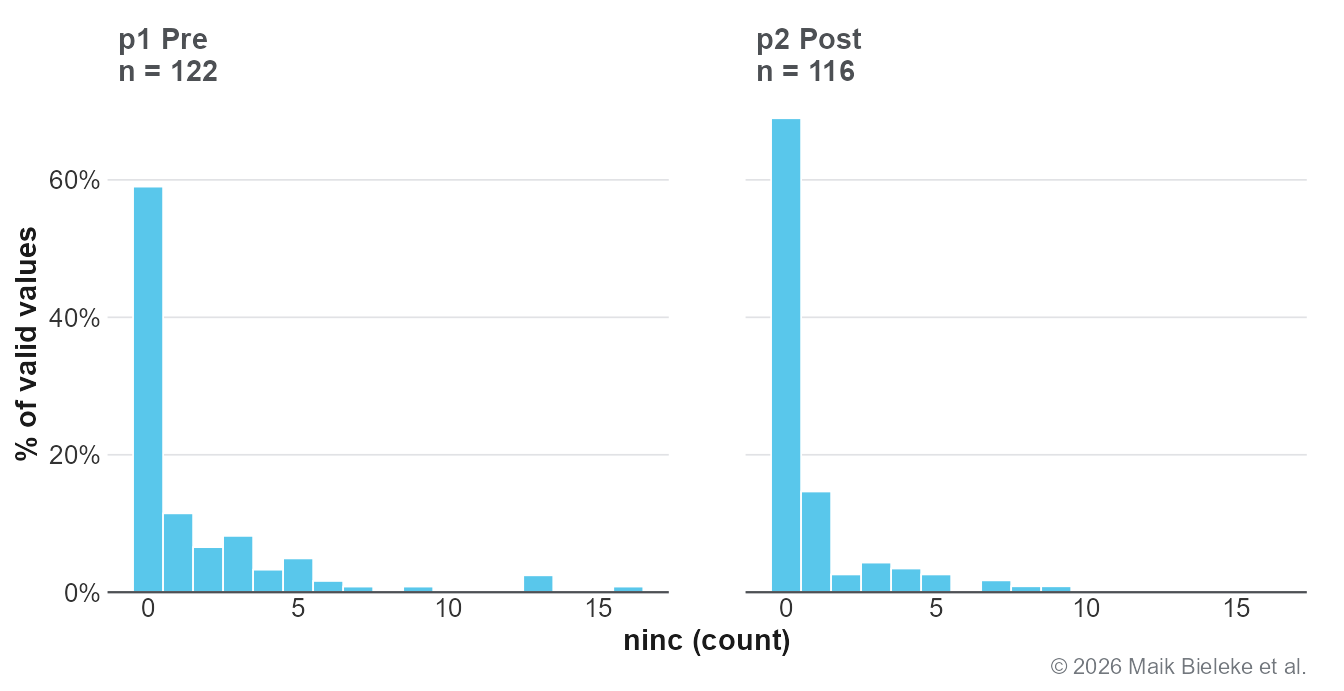 p1 Pre
n = 122
p2 Post
n = 116
% of valid values
60%
40%
20%
0%
0 5 10 15
0 5 10 15
ninc (count)
© 2026 Maik Bieleke et al.